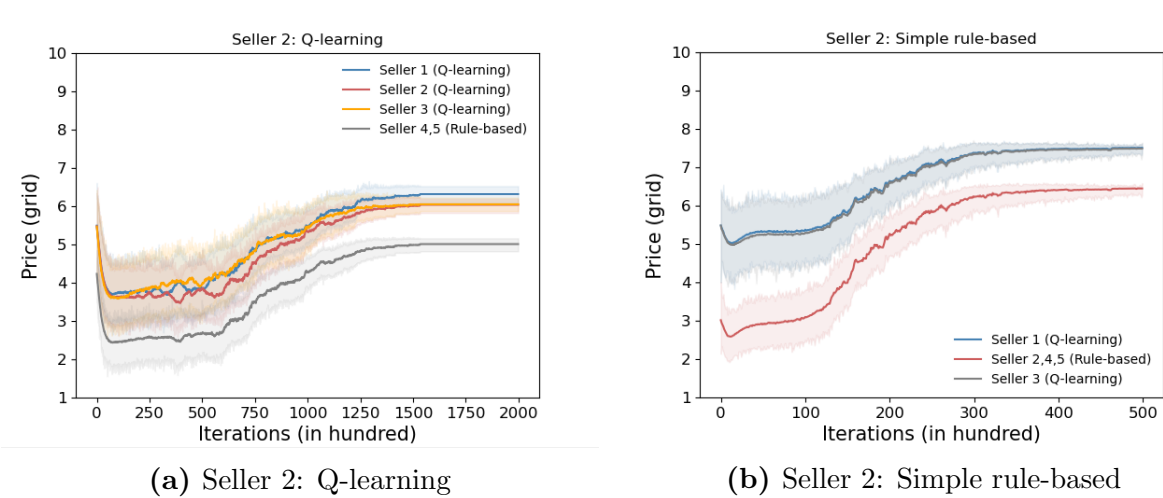 Seller 2: Q-learning
10
9
8
7
6
5
4
3
2
1
Price (grid)
Seller 1 (Q-learning)
Seller 2 (Q-learning)
Seller 3 (Q-learning)
Seller 4,5 (Rule-based)
0 250 500 750 1000 1250 1500 1750 2000
Iterations (in hundred)
(a) Seller 2: Q-learning
Seller 2: Simple rule-based
10
9
8
7
6
5
4
3
2
1
Price (grid)
Seller 1 (Q-learning)
Seller 2,4,5 (Rule-based)
Seller 3 (Q-learning)
0 100 200 300 400 500
Iterations (in hundred)
(b) Seller 2: Simple rule-based